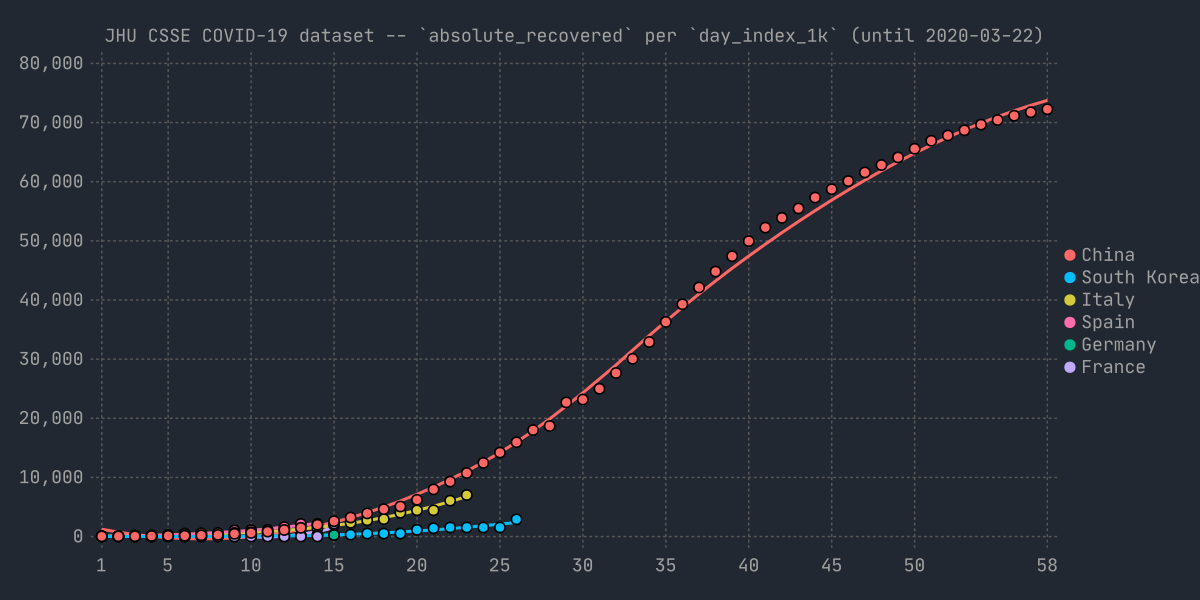 JHU CSSE COVID-19 dataset -- `absolute_recovered` per `day_index_1k` (until 2020-03-22)
80,000
70,000
60,000
50,000
40,000
30,000
20,000
10,000
0
1 5 10 15 20 25 30 35 40 45 50 58
China
South Korea
Italy
Spain
Germany
France